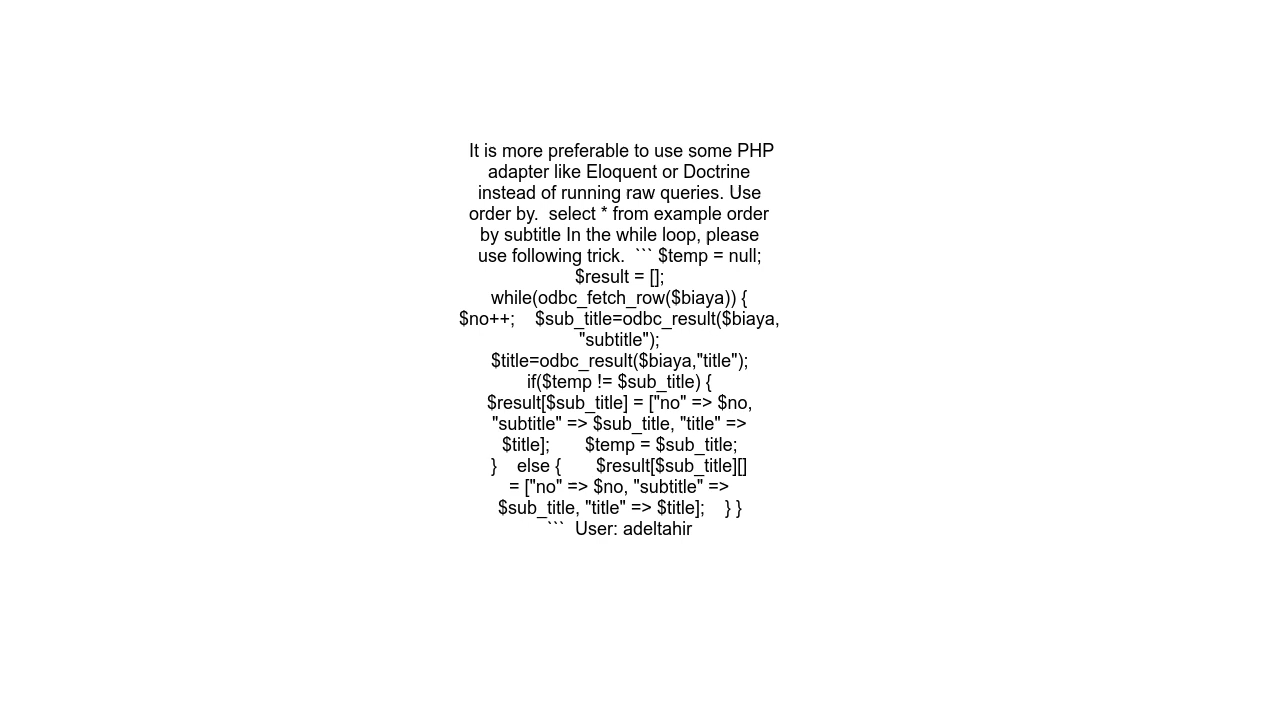 It is more preferable to use some PHP
adapter like Eloquent or Doctrine
instead of running raw queries. Use
order by.  select * from example order
by subtitle In the while loop, please
use following trick.  ``` $temp = null;
$result = [];
while(odbc_fetch_row($biaya)) {
$no++;    $sub_title=odbc_result($biaya,
"subtitle");
$title=odbc_result($biaya,"title");
if($temp != $sub_title) {
$result[$sub_title] = ["no" => $no,
"subtitle" => $sub_title, "title" =>
$title];       $temp = $sub_title;
}    else {       $result[$sub_title][]
= ["no" => $no, "subtitle" =>
$sub_title, "title" => $title];    } }
```  User: adeltahir